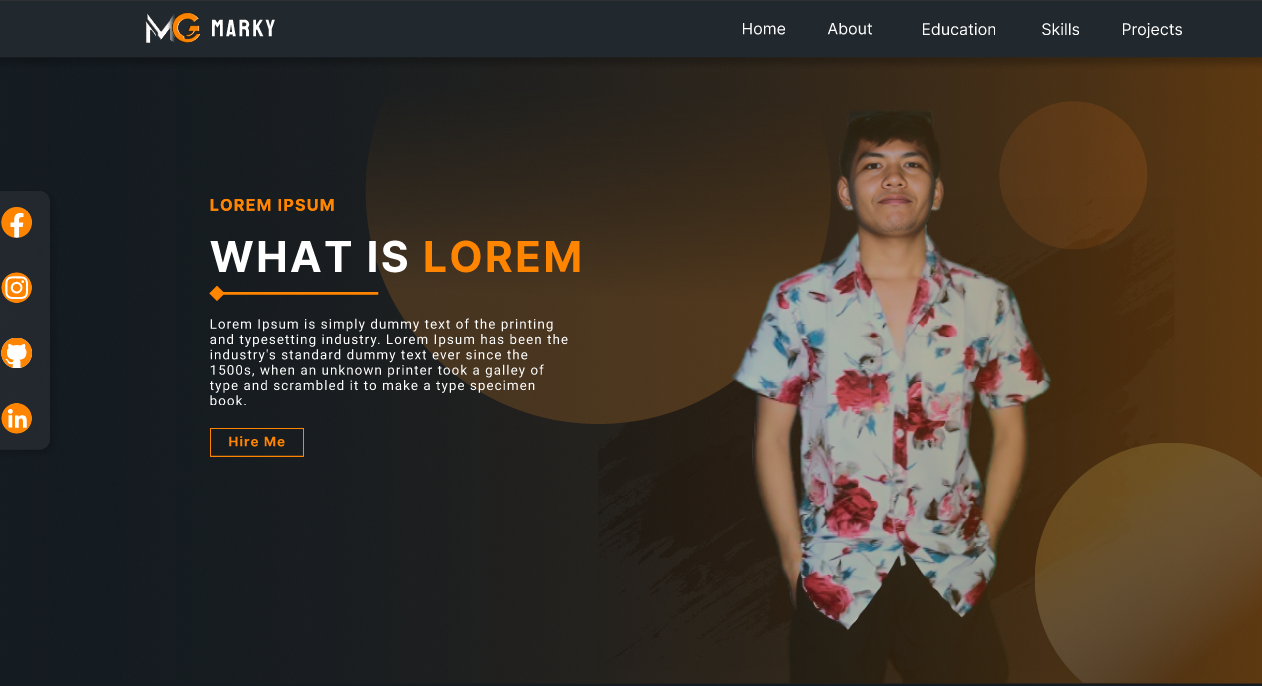 MG MARKY
Home About Education Skills Projects
LOREM IPSUM
WHAT IS LOREM
Lorem Ipsum is simply dummy text of the printing
and typesetting industry. Lorem Ipsum has been the
industry's standard dummy text ever since the
1500s, when an unknown printer took a galley of
type and scrambled it to make a type specimen
book.
Hire Me
in